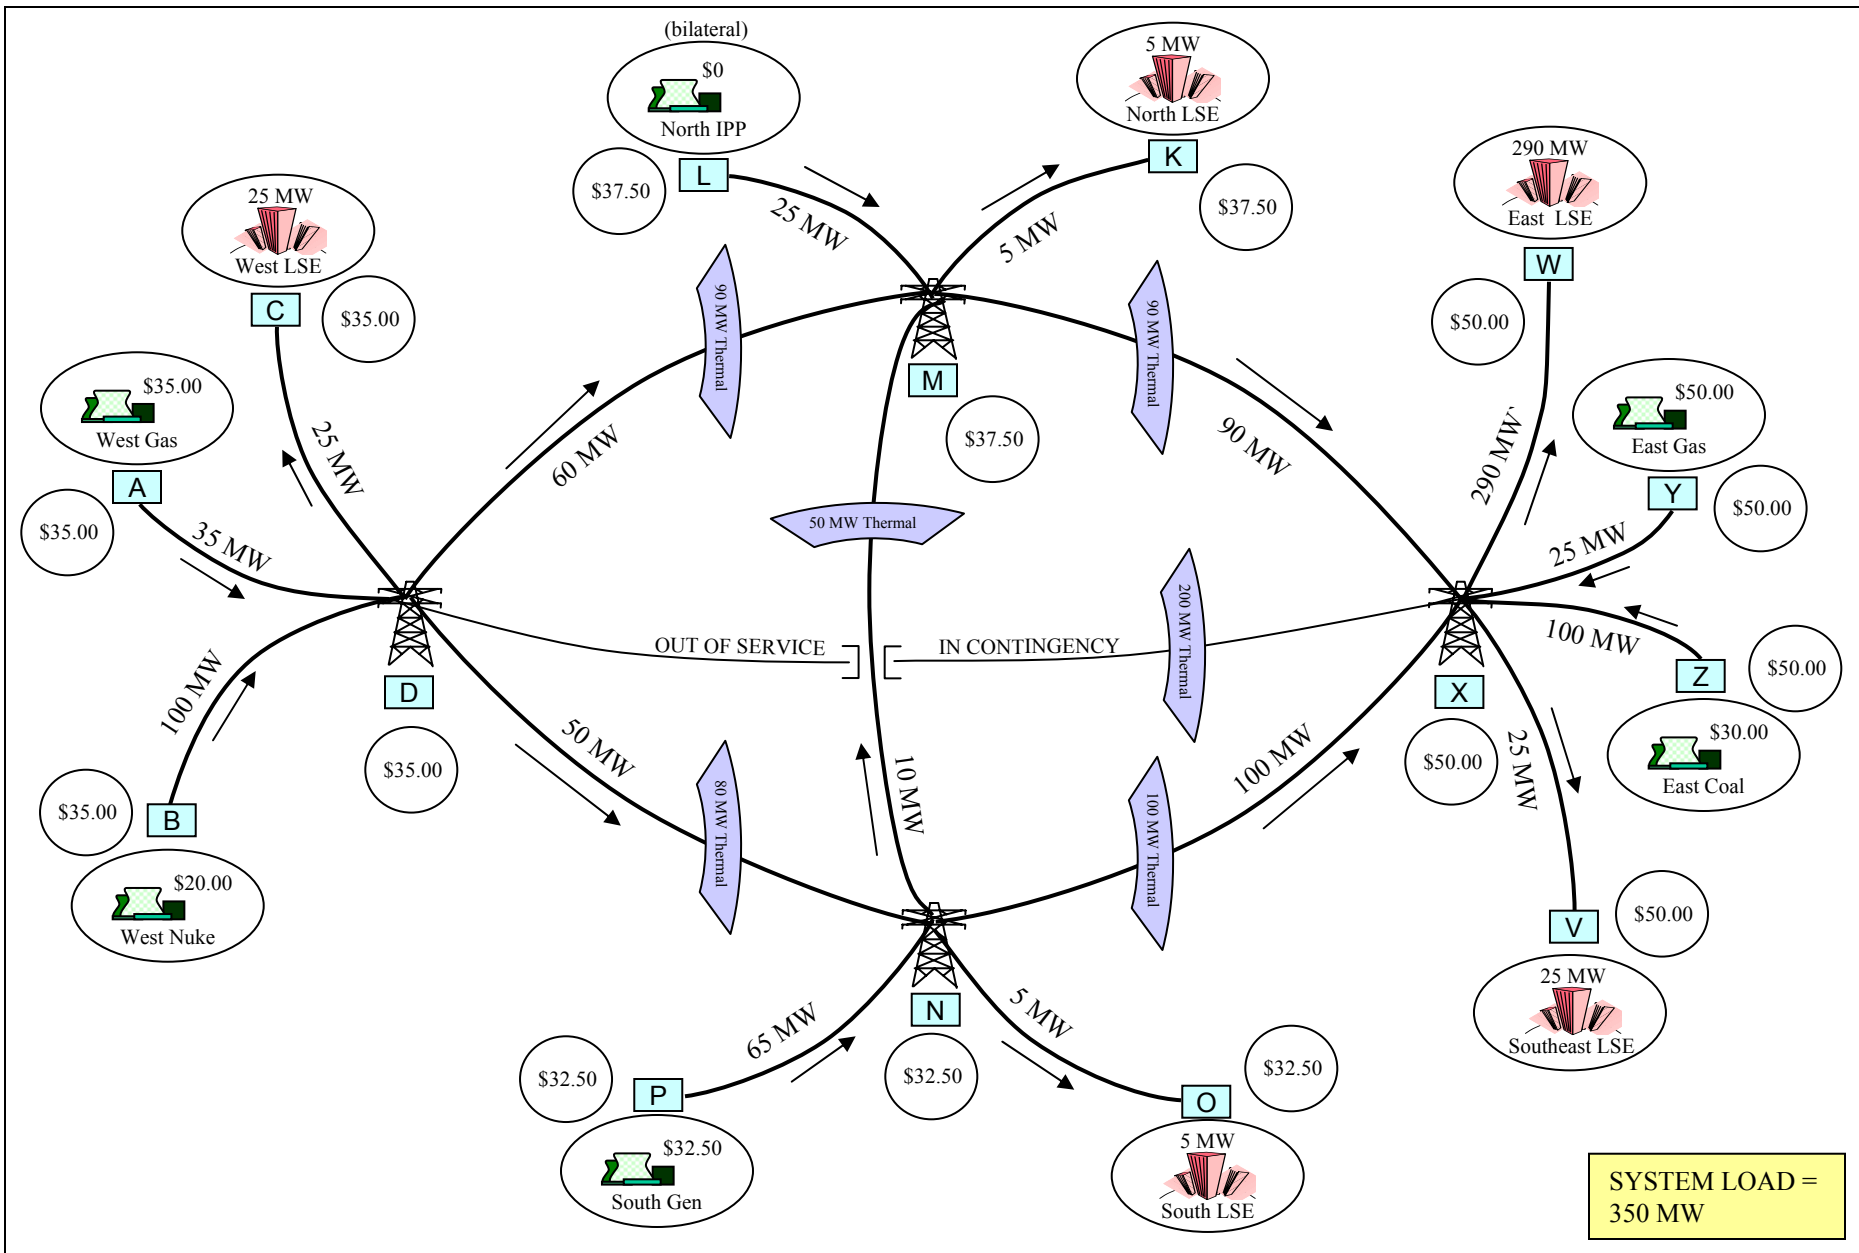 (bilateral)
$0
North IPP
$37.50
L
25 MW
5 MW
North LSE
K
$37.50
5 MW
290 MW
East  LSE
W
$50.00
290 MW`
25 MW
West LSE
C
$35.00
25 MW
$35.00
West Gas
A
$35.00
35 MW
90 MW Thermal
60 MW
M
$37.50
90 MW Thermal
90 MW
$50.00
East Gas
Y
$50.00
25 MW
50 MW Thermal
OUT OF SERVICE
IN CONTINGENCY
200 MW Thermal
100 MW
Z
$50.00
$30.00
East Coal
D
$35.00
X
$50.00
100 MW
B
$35.00
$20.00
West Nuke
50 MW
80 MW Thermal
10 MW
100 MW Thermal
100 MW
25 MW
V
$50.00
25 MW
Southeast LSE
N
$32.50
65 MW
P
$32.50
$32.50
South Gen
5 MW
O
$32.50
5 MW
South LSE
SYSTEM LOAD =
350 MW